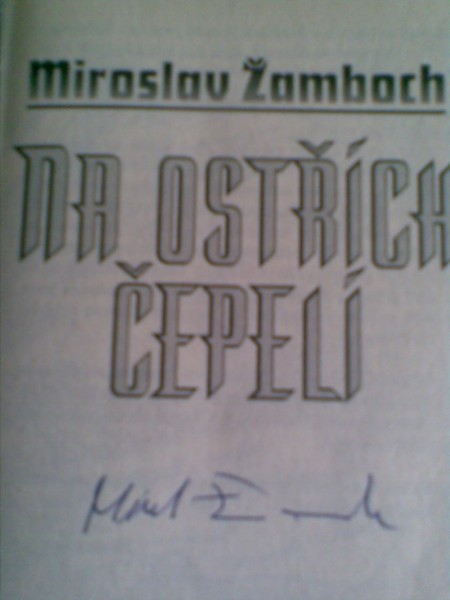 Miroslav Žamboch
NA OSTŘÍCH
ČEPELÍ